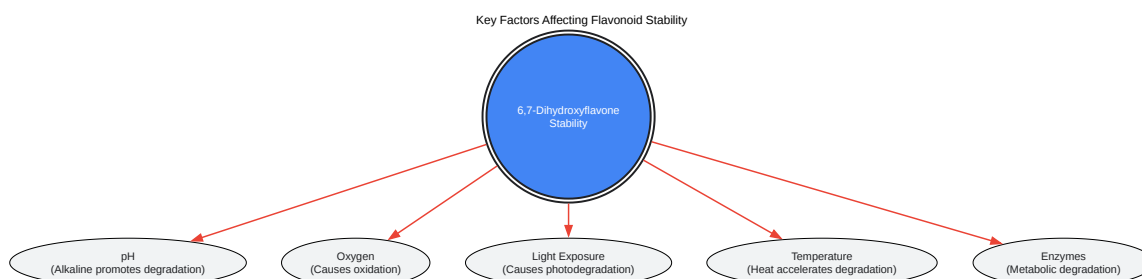 Key Factors Affecting Flavonoid Stability
6,7-Dihydroxyflavone
Stability
pH
(Alkaline promotes degradation)
Oxygen
(Causes oxidation)
Light Exposure
(Causes photodegradation)
Temperature
(Heat accelerates degradation)
Enzymes
(Metabolic degradation)